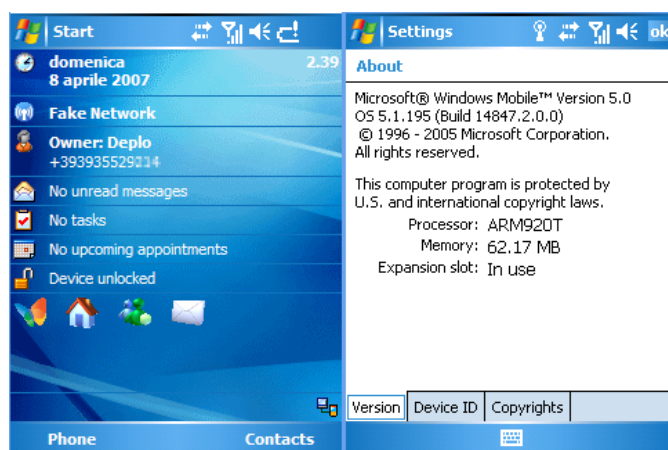 Start
domenica
8 aprile 2007
2.39
Fake Network
Owner: Deplo
No unread messages
No tasks
No upcoming appointments
Device unlocked
Phone
Contacts
Settings
ok
About
Microsoft® Windows Mobile™ Version 5.0
OS 5.1.195 (Build 14847.2.0.0)
© 1996 - 2005 Microsoft Corporation.
All rights reserved.
This computer program is protected by
U.S. and international copyright laws.
Processor: ARM920T
Memory: 62.17 MB
Expansion slot: In use
Version Device ID Copyrights